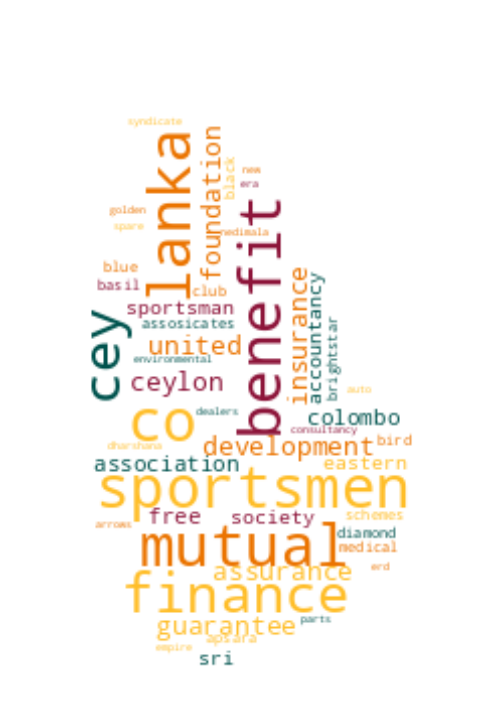 syndicate
lanka
foundation
black
new
era
golden
spare
nedimala
benefit
blue
basil
club
insurance
accountancy
sportsman
cey
assosicates
brightstar
united
environmental
ceylon
auto
co
dealers
colombo
consultancy
dharshana
development
bird
association
eastern
sportsmen
free
society
schemes
arrows
mutual
diamond
medical
assurance
erd
finance
guarantee
parts
apsara
empire
sri